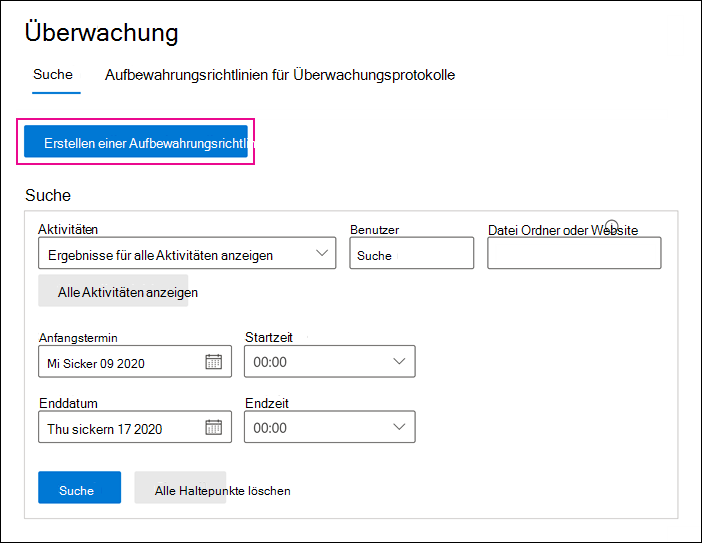 Überwachung
Suche Aufbewahrungsrichtlinien für Überwachungsprotokolle
Erstellen einer Aufbewahrungsrichtlin
Suche
Aktivitäten Benutzer Datei Ordner oder Website
Ergebnisse für alle Aktivitäten anzeigen Suche
Alle Aktivitäten anzeigen
Anfangstermin Startzeit
Mi Sicker 09 2020 00:00
Enddatum Endzeit
Thu sickern 17 2020 00:00
Suche Alle Haltepunkte löschen